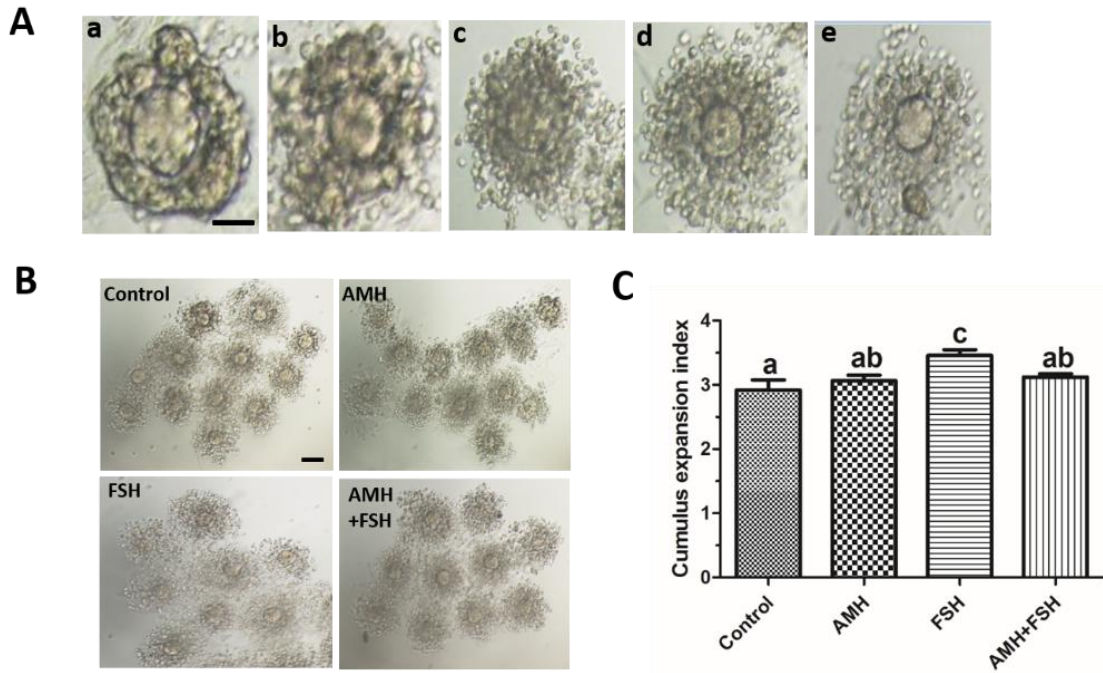 A
a
b
c
d
e
B
Control
AMH
FSH
AMH
+FSH
C
Cumulus expansion index
4
3
2
1
0
a
ab
c
ab
Control
AMH
FSH
AMH+FSH